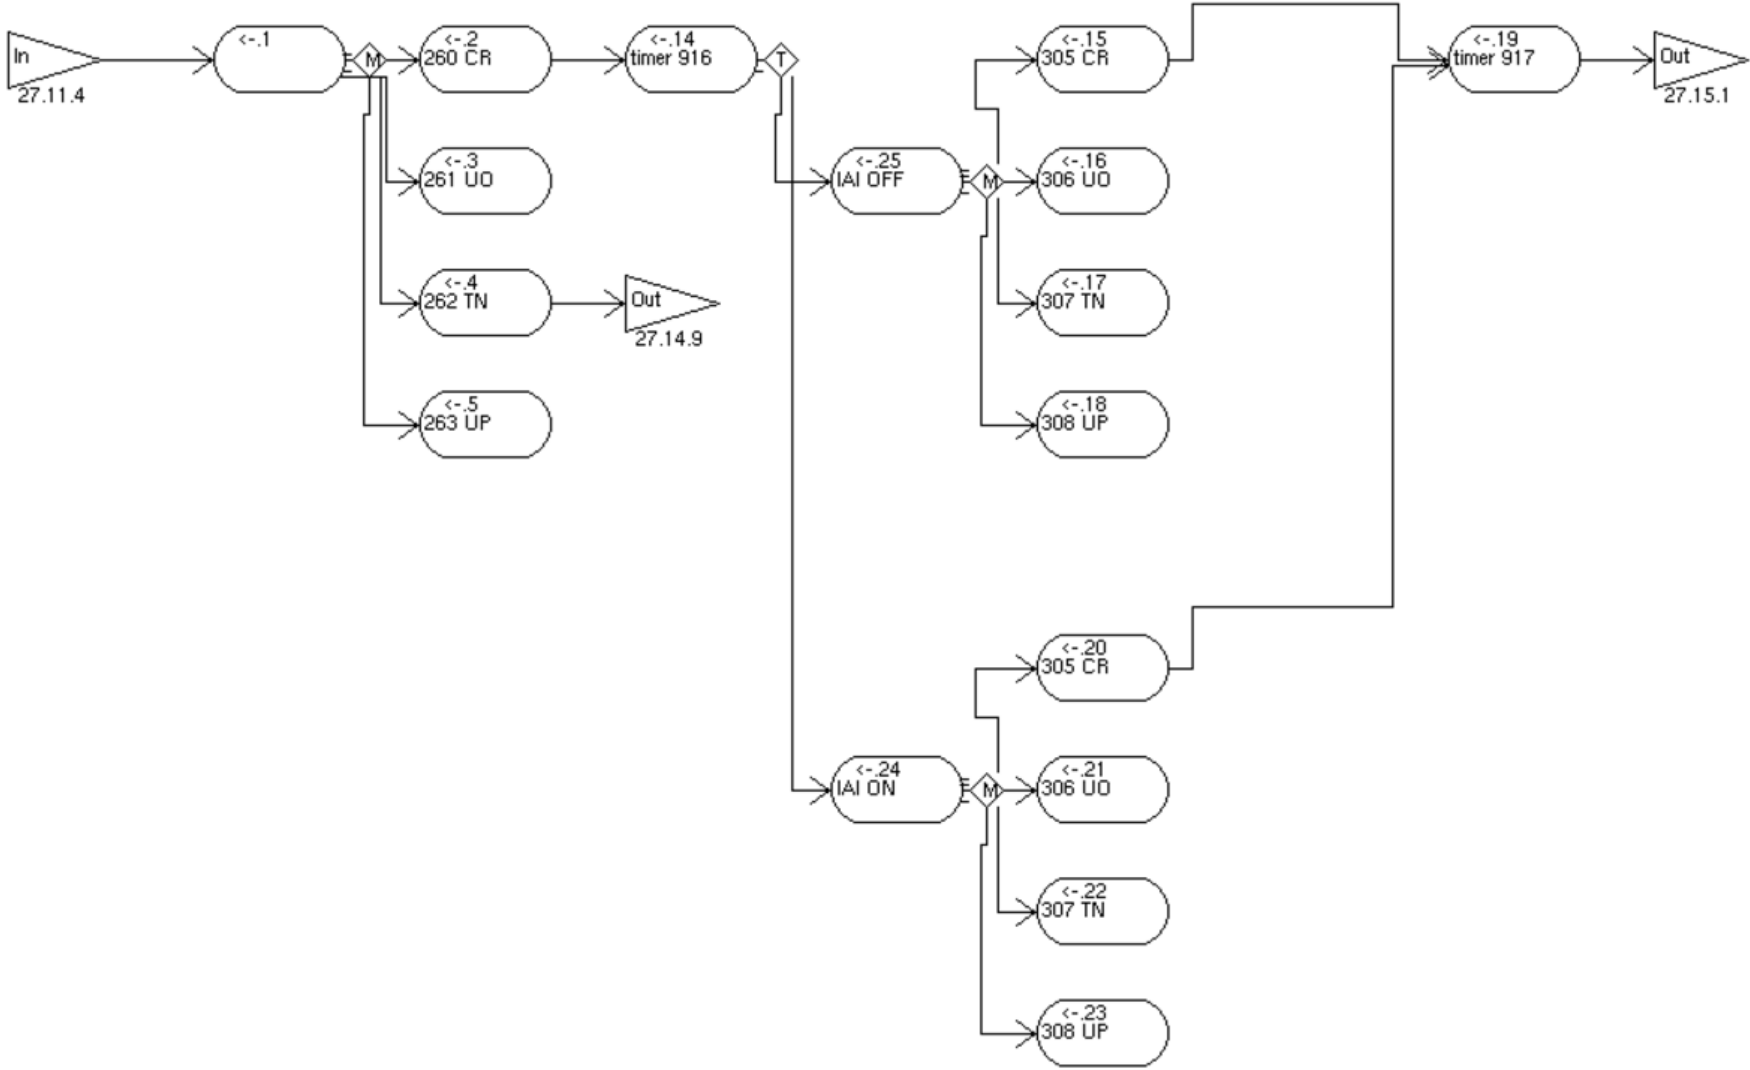 In
27.11.4
<-.1
M
<-.2
260 CR
<-.14
timer 916
T
<-.15
305 CR
<-.19
timer 917
Out
27.15.1
<-.3
261 UO
<-.25
IAI OFF
M
<-.16
306 UO
<-.4
262 TN
Out
27.14.9
<-.17
307 TN
<-.5
263 UP
<-.18
308 UP
<-.20
305 CR
<-.24
IAI ON
M
<-.21
306 UO
<-.22
307 TN
<-.23
308 UP